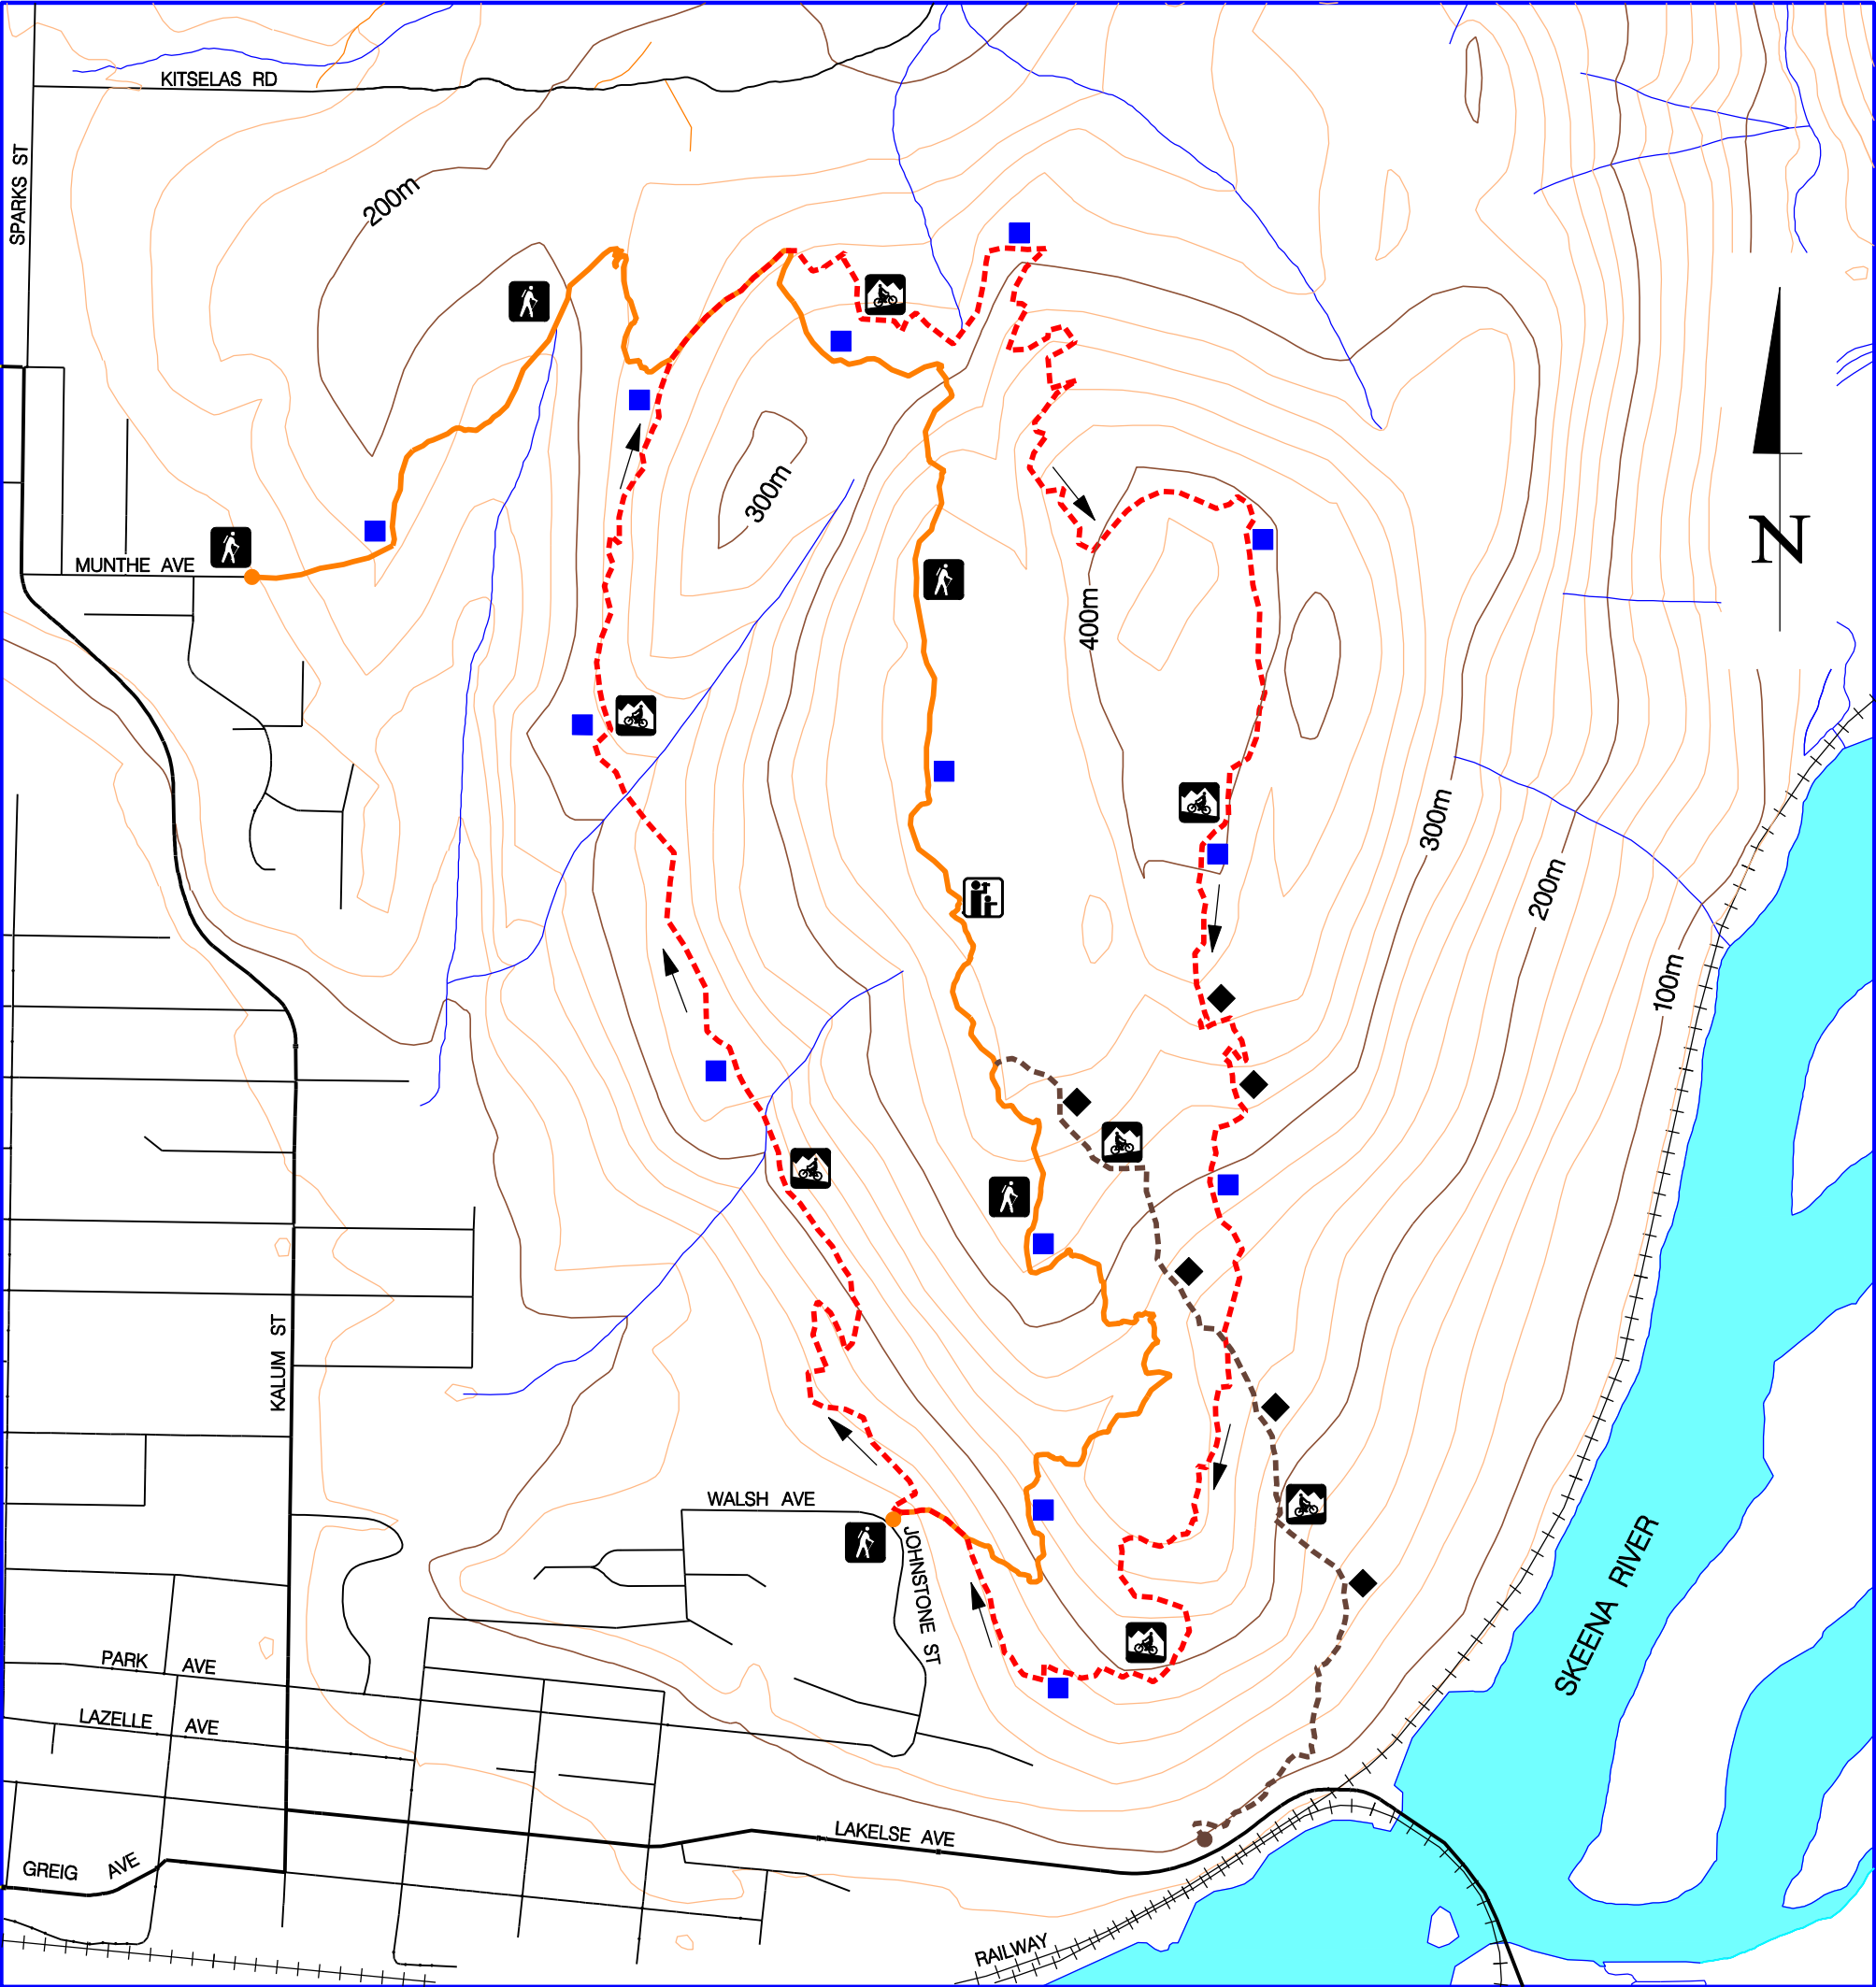 KITSELAS RD
SPARKS ST
200m
300m
N
MUNTHE AVE
400m
300m
200m
100m
KALUM ST
WALSH AVE
JOHNSTONE ST
SKEENA RIVER
PARK AVE
LAZELLE AVE
LAKELSE AVE
GREIG AVE
RAILWAY